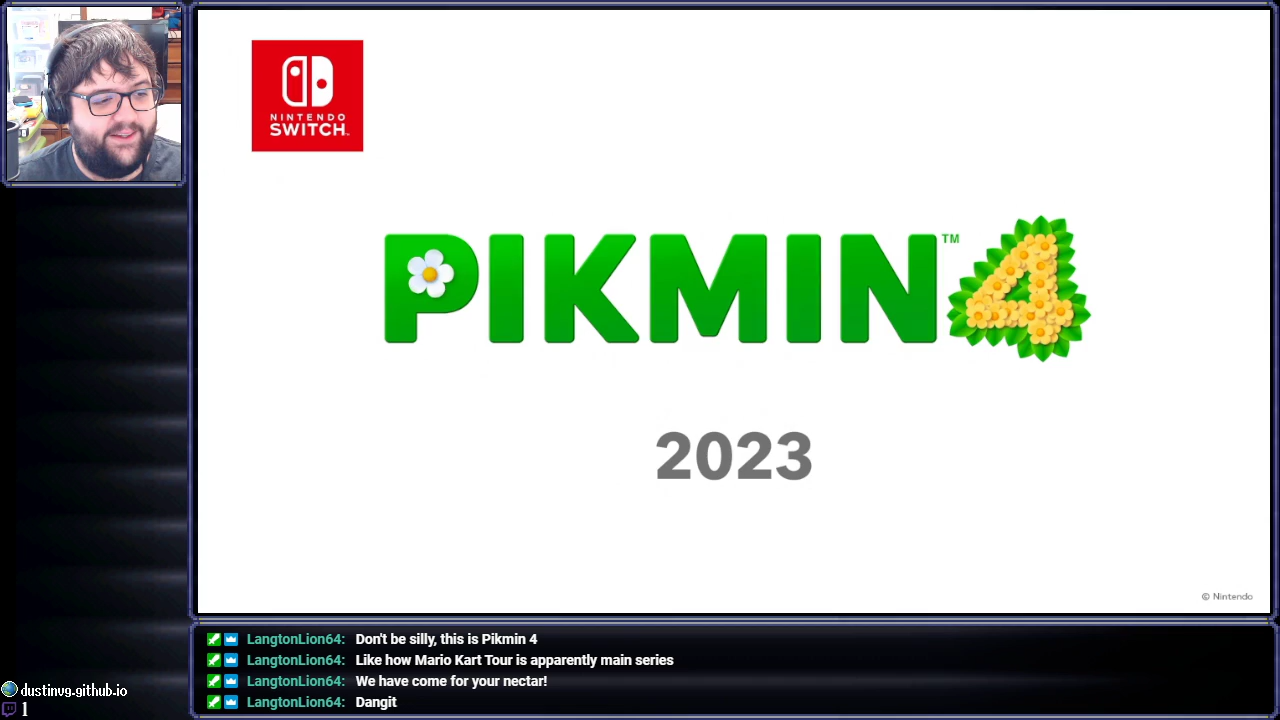 NINTENDO
SWITCH™
PIKMIN™4
2023
© Nintendo
LangtonLion64: Don't be silly, this is Pikmin 4
LangtonLion64: Like how Mario Kart Tour is apparently main series
LangtonLion64: We have come for your nectar!
LangtonLion64: Dangit
dustinvg.github.io
1